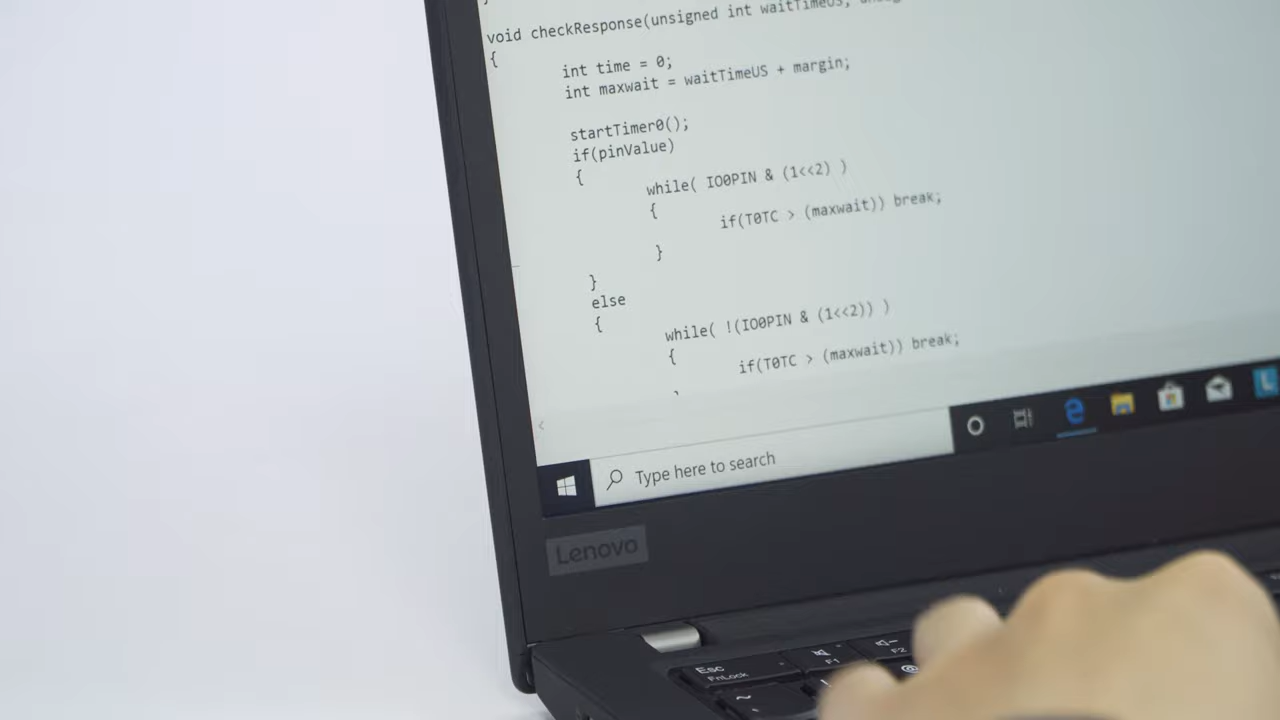 void checkResponse(unsigned int waitTimeUS,
{
int time = 0;
int maxwait = waitTimeUS + margin;
startTimer0();
if(pinValue)
{
while( IO0PIN & (1<<2) )
{
if(T0TC > (maxwait)) break;
}
}
else
{
while( !(IO0PIN & (1<<2)) )
{
if(T0TC > (maxwait)) break;
Type here to search
Lenovo
Esc
FnLock
F1
F2
~
@